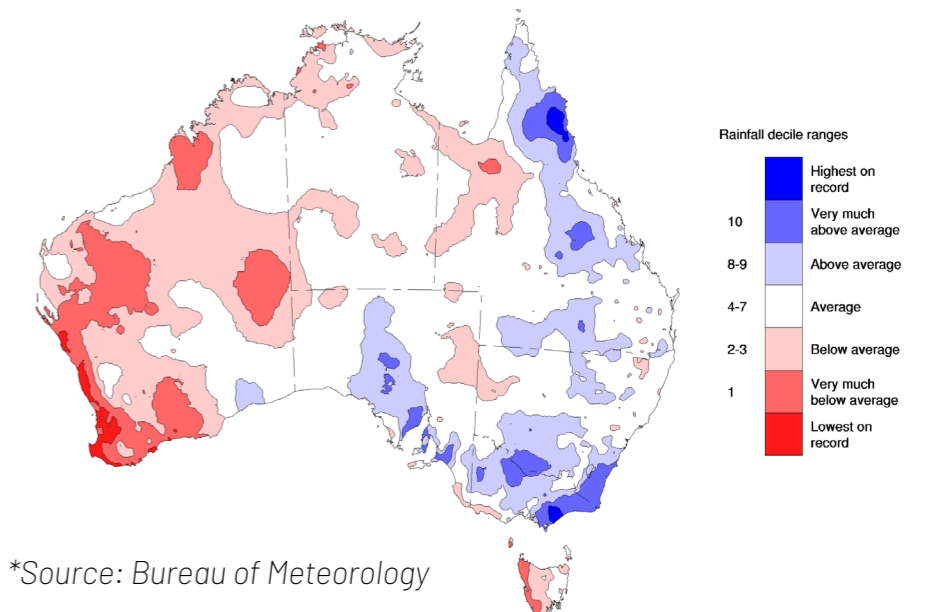 Rainfall decile ranges
Highest on
record
10
Very much
above average
8-9
Above average
4-7
Average
2-3
Below average
1
Very much
below average
Lowest on
record
*Source: Bureau of Meteorology